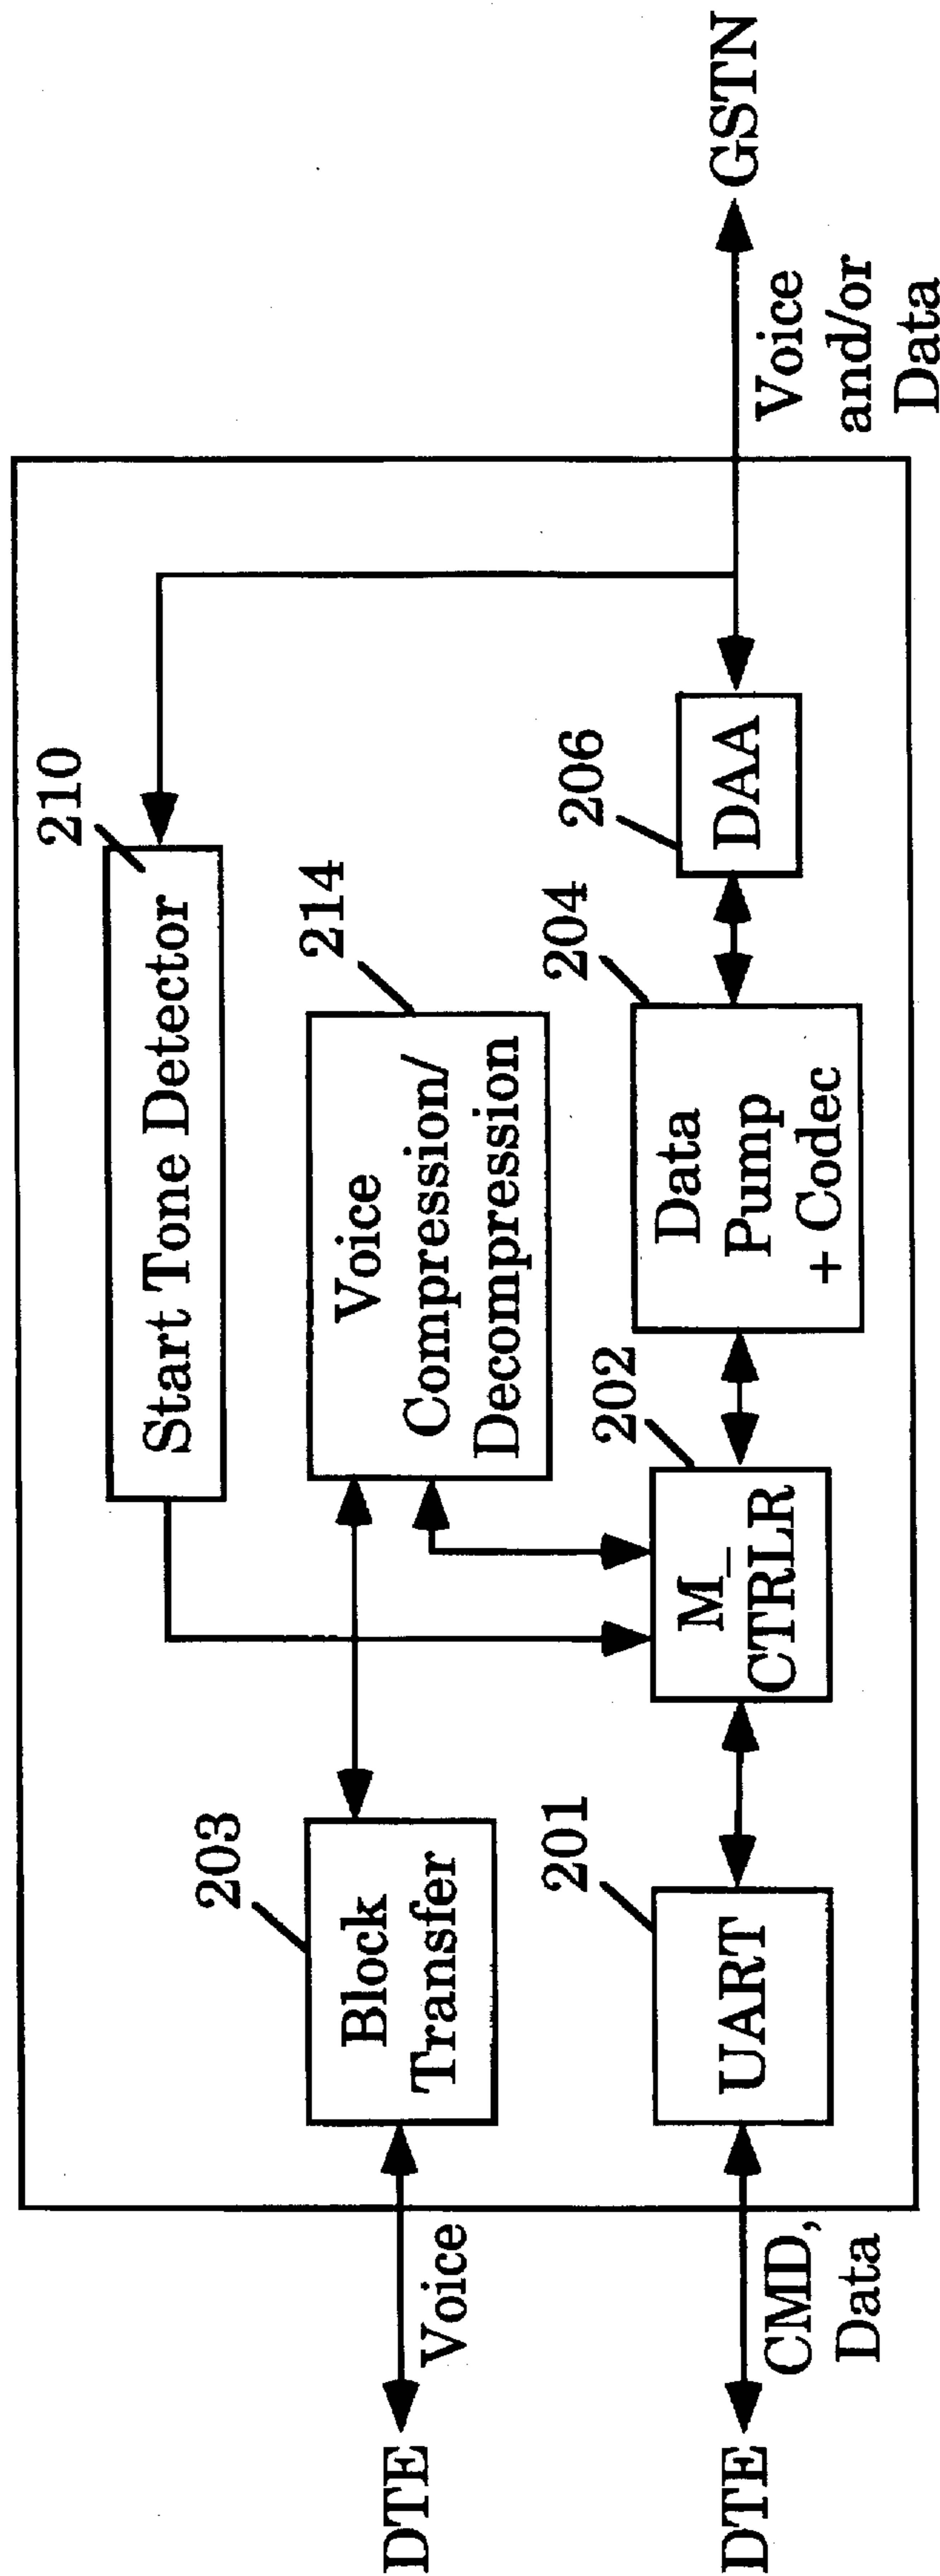 210
Start Tone Detector
203
Block
Transfer
214
Voice
Compression/
Decompression
DTE
Voice
201
UART
202
M_
CTRLR
204
Data
Pump
+ Codec
206
DAA
GSTN
Voice
and/or
Data
DTE
CMD,
Data